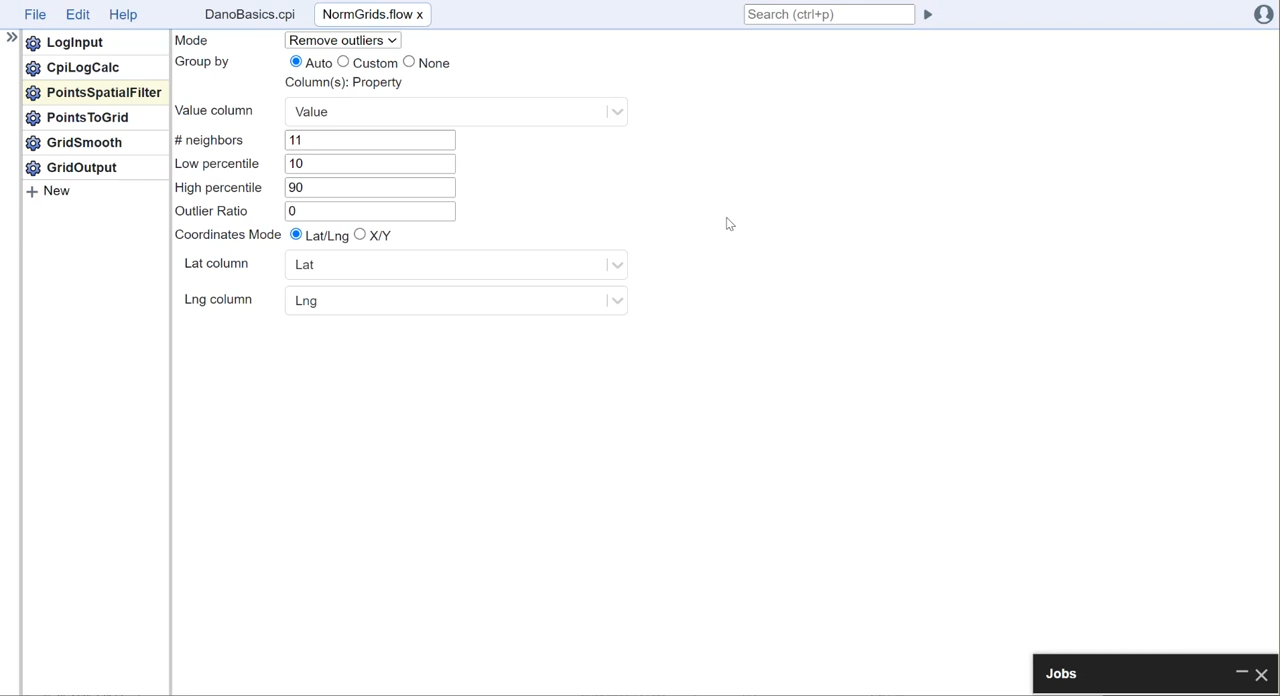 File Edit Help DanoBasics.cpi NormGrids.flow x Search (ctrl+p)
LogInput
CpiLogCalc
PointsSpatialFilter
PointsToGrid
GridSmooth
GridOutput
New
Mode Remove outliers
Group by Auto Custom None
Column(s): Property
Value column Value
# neighbors 11
Low percentile 10
High percentile 90
Outlier Ratio 0
Coordinates Mode Lat/Lng X/Y
Lat column Lat
Lng column Lng
Jobs